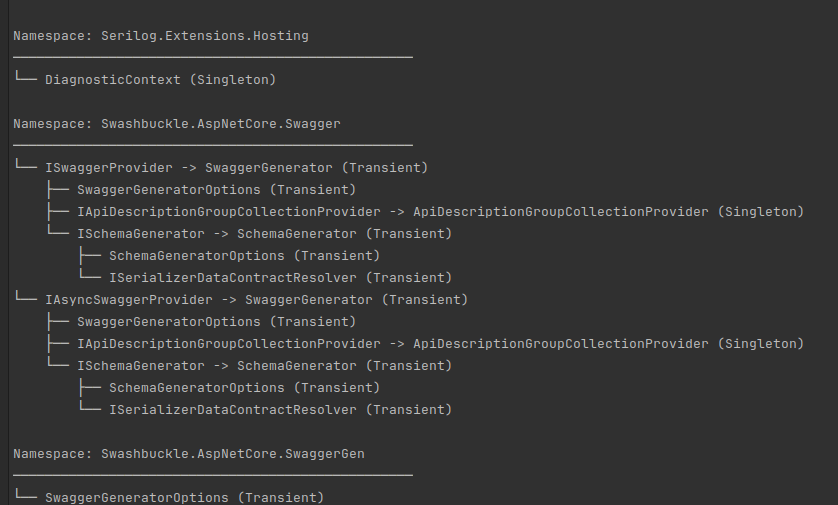 Namespace: Serilog.Extensions.Hosting
──────────────────────────────────────────────────
└── DiagnosticContext (Singleton)
Namespace: Swashbuckle.AspNetCore.Swagger
──────────────────────────────────────────────────
└── ISwaggerProvider -> SwaggerGenerator (Transient)
    ├── SwaggerGeneratorOptions (Transient)
    ├── IApiDescriptionGroupCollectionProvider -> ApiDescriptionGroupCollectionProvider (Singleton)
    └── ISchemaGenerator -> SchemaGenerator (Transient)
        ├── SchemaGeneratorOptions (Transient)
        └── ISerializerDataContractResolver (Transient)
└── IAsyncSwaggerProvider -> SwaggerGenerator (Transient)
    ├── SwaggerGeneratorOptions (Transient)
    ├── IApiDescriptionGroupCollectionProvider -> ApiDescriptionGroupCollectionProvider (Singleton)
    └── ISchemaGenerator -> SchemaGenerator (Transient)
        ├── SchemaGeneratorOptions (Transient)
        └── ISerializerDataContractResolver (Transient)
Namespace: Swashbuckle.AspNetCore.SwaggerGen
──────────────────────────────────────────────────
└── SwaggerGeneratorOptions (Transient)